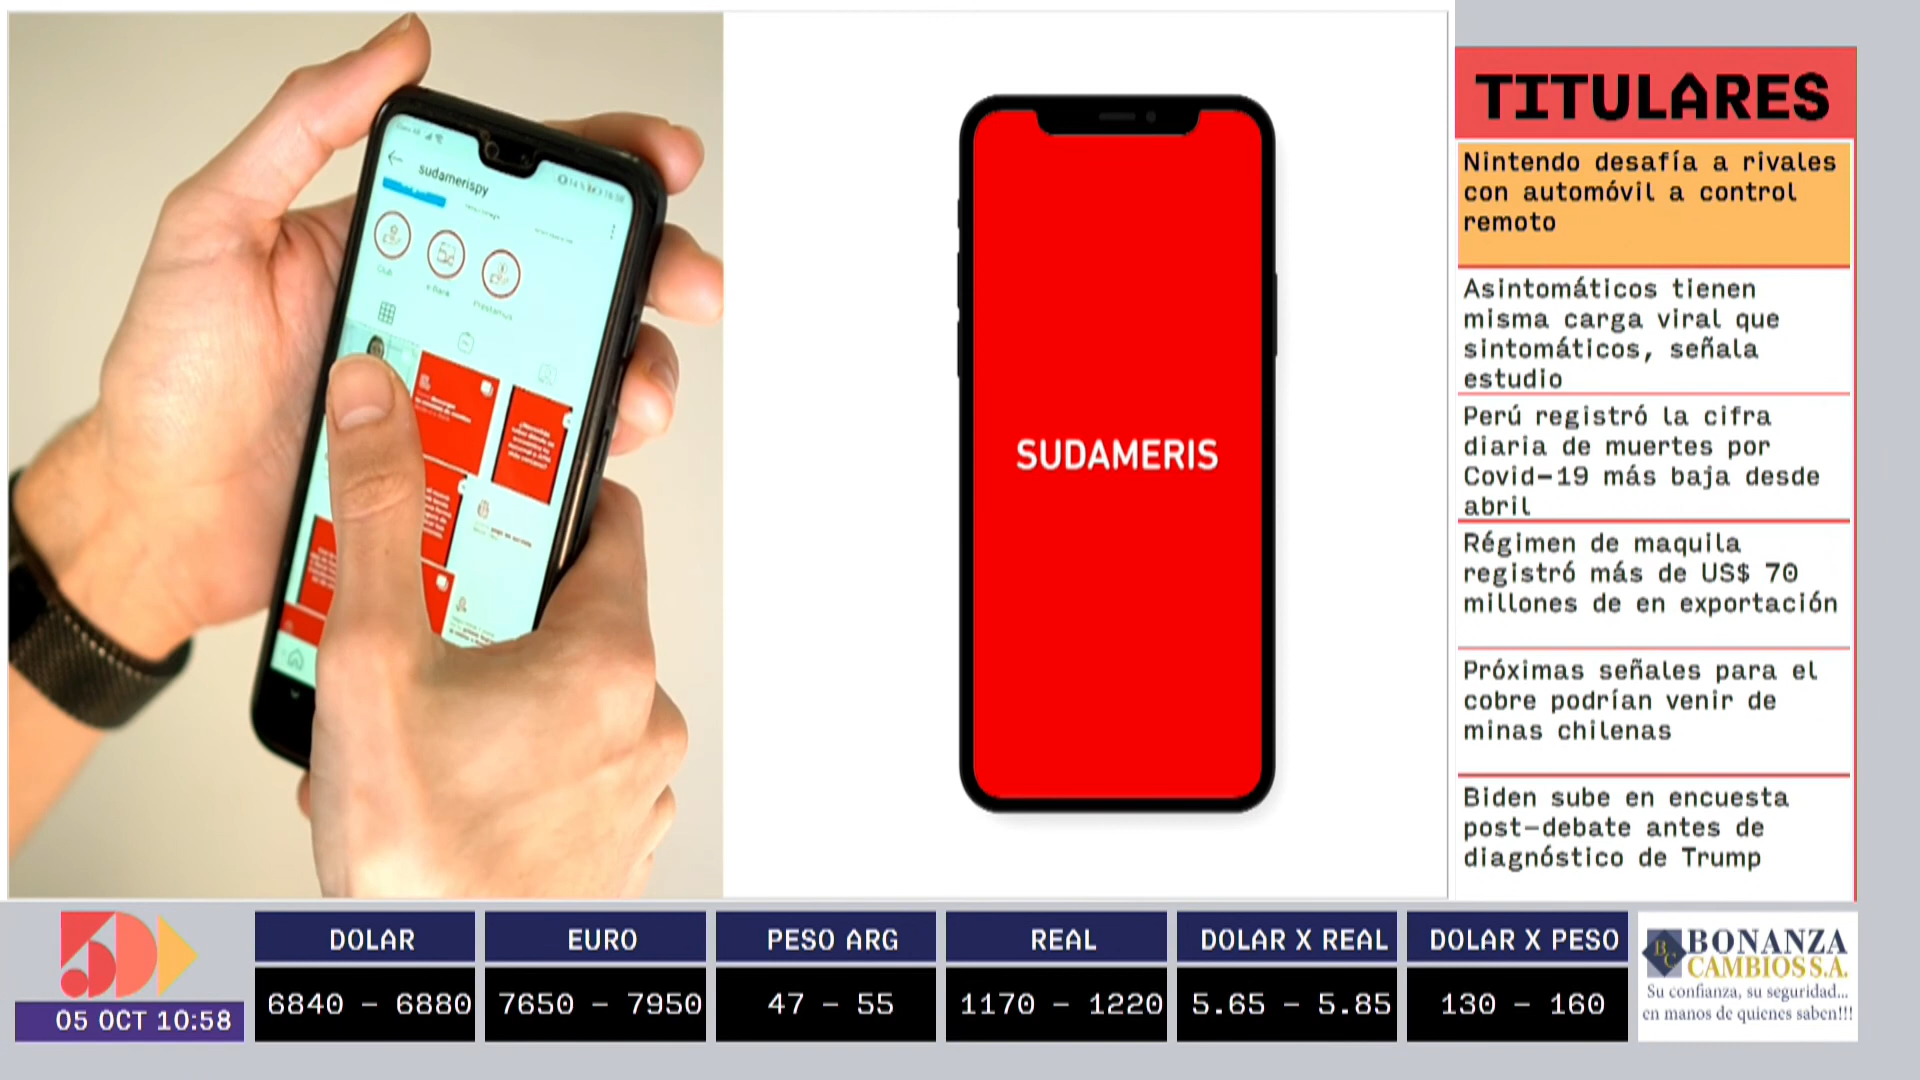 sudamerispy
Club
e-Bank
Préstamos
SUDAMERIS
TITULARES
Nintendo desafía a rivales
con automóvil a control
remoto
Asintomáticos tienen
misma carga viral que
sintomáticos, señala
estudio
Perú registró la cifra
diaria de muertes por
Covid-19 más baja desde
abril
Régimen de maquila
registró más de US$ 70
millones de en exportación
Próximas señales para el
cobre podrían venir de
minas chilenas
Biden sube en encuesta
post-debate antes de
diagnóstico de Trump
5D
05 OCT 10:58
DOLAR
6840 - 6880
EURO
7650 - 7950
PESO ARG
47 - 55
REAL
1170 - 1220
DOLAR X REAL
5.65 - 5.85
DOLAR X PESO
130 - 160
BC
BONANZA
CAMBIOS S.A.
Su confianza, su seguridad...
en manos de quienes saben!!!